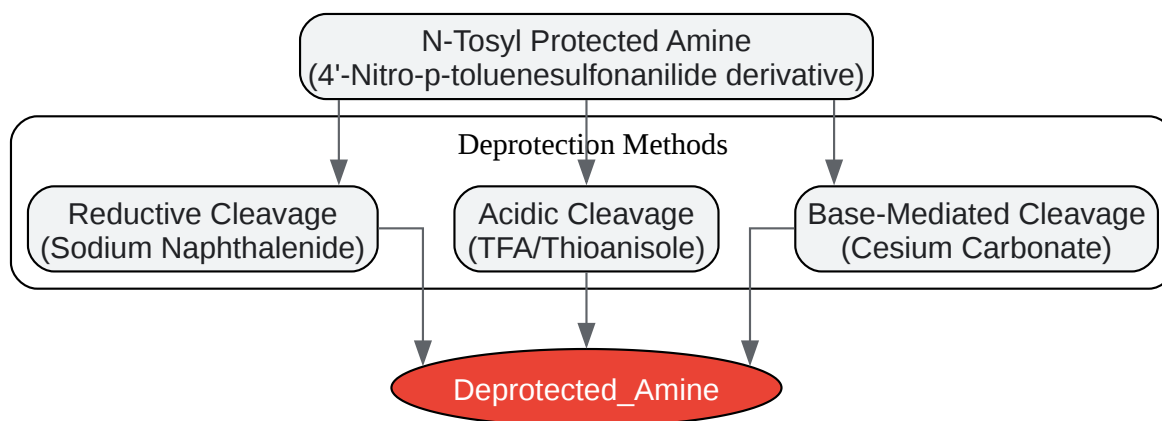 N-Tosyl Protected Amine
(4'-Nitro-p-toluenesulfonanilide derivative)
Deprotection Methods
Reductive Cleavage
(Sodium Naphthalenide)
Acidic Cleavage
(TFA/Thioanisole)
Base-Mediated Cleavage
(Cesium Carbonate)
Deprotected_Amine